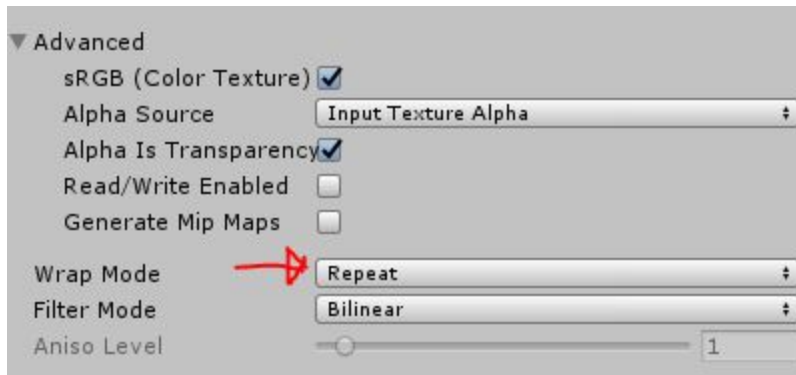 Advanced
sRGB (Color Texture)
Alpha Source Input Texture Alpha
Alpha Is Transparency
Read/Write Enabled
Generate Mip Maps
Wrap Mode Repeat
Filter Mode Bilinear
Aniso Level 1